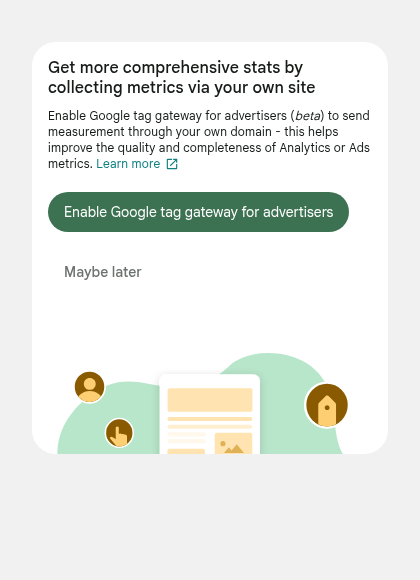 Get more comprehensive stats by
collecting metrics via your own site
Enable Google tag gateway for advertisers (beta) to send
measurement through your own domain - this helps
improve the quality and completeness of Analytics or Ads
metrics. Learn more
Enable Google tag gateway for advertisers
Maybe later